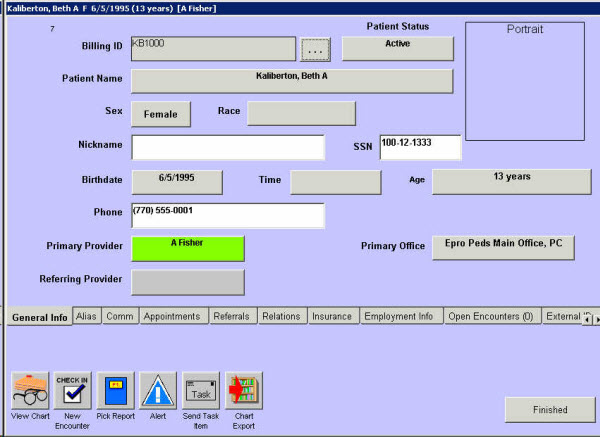 Kaliberton, Beth A F 6/5/1995 (13 years) [A Fisher]
7
Patient Status
Portrait
Billing ID KB1000 ... Active
Patient Name Kaliberton, Beth A
Sex Female Race
Nickname SSN 100-12-1333
Birthdate 6/5/1995 Time Age 13 years
Phone (770) 555-0001
Primary Provider A Fisher Primary Office Epro Peds Main Office, PC
Referring Provider
General Info Alias Comm Appointments Referrals Relations Insurance Employment Info Open Encounters (0) External
CHECK IN
Task
View Chart New Encounter Pick Report Alert Send Task Item Chart Export
Finished